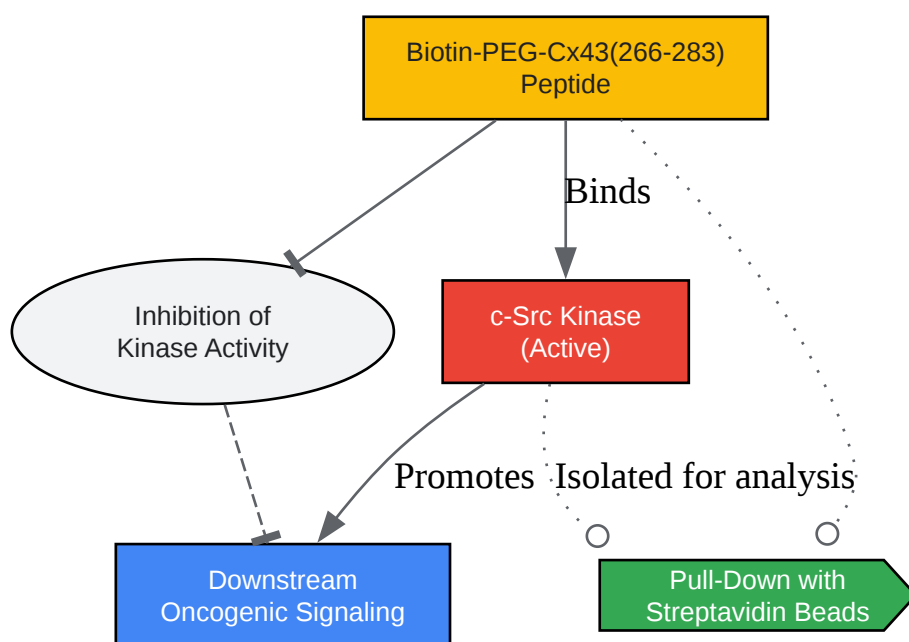 Biotin-PEG-Cx43(266-283)
Peptide
Binds
Inhibition of
Kinase Activity
c-Src Kinase
(Active)
Promotes
Isolated for analysis
Downstream
Oncogenic Signaling
Pull-Down with
Streptavidin Beads